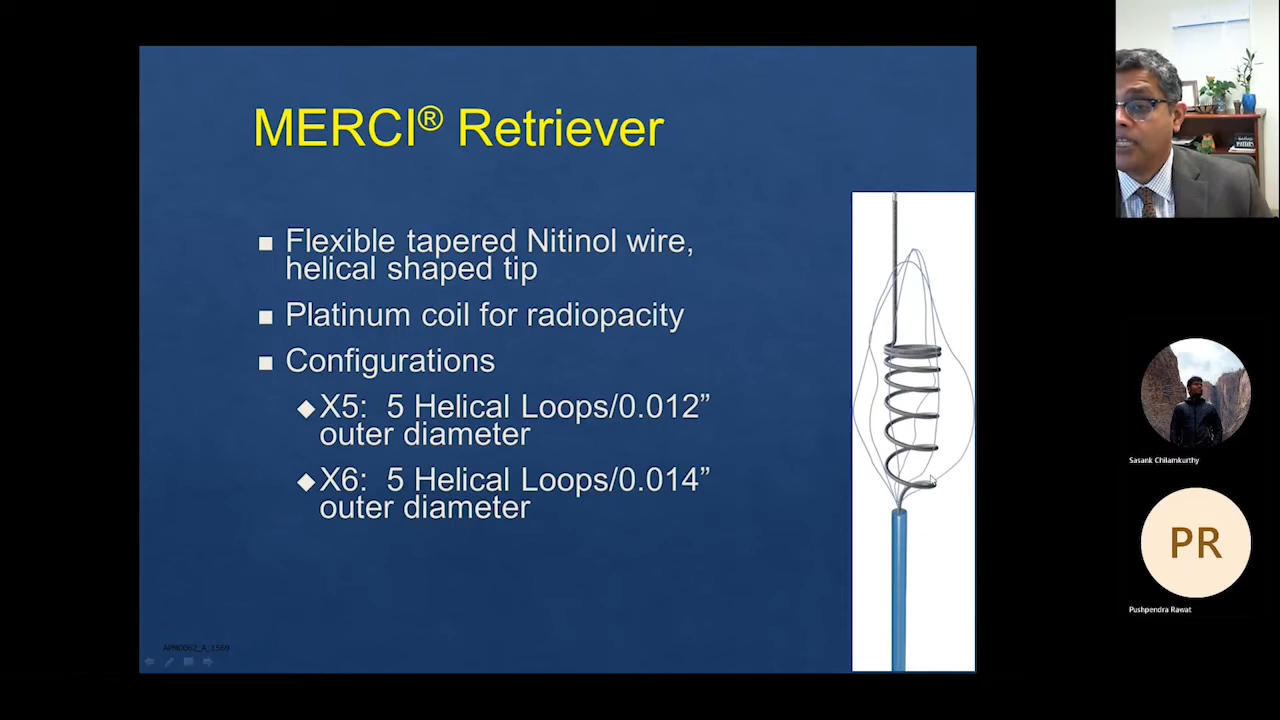 MERCI® Retriever
■ Flexible tapered Nitinol wire,
helical shaped tip
■ Platinum coil for radiopacity
■ Configurations
◆X5: 5 Helical Loops/0.012”
outer diameter
◆X6: 5 Helical Loops/0.014”
outer diameter
Sasank Chilamkurthy
PR
Pushpendra Rawat